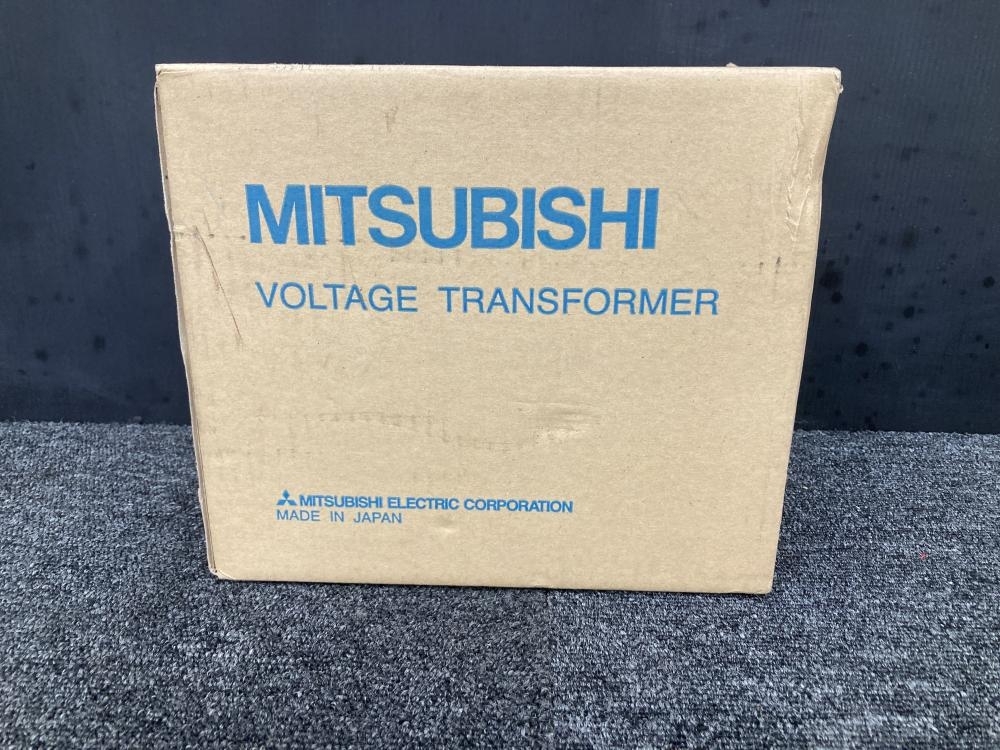 MITSUBISHI
VOLTAGE TRANSFORMER
MITSUBISHI ELECTRIC CORPORATION
MADE IN JAPAN